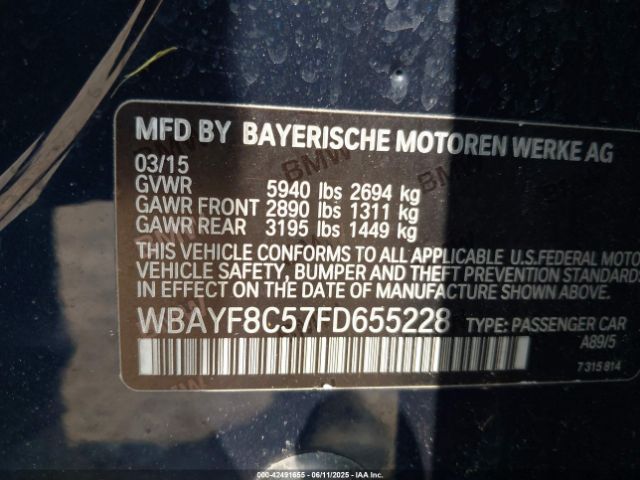 MFD BY BAYERISCHE MOTOREN WERKE AG
03/15
GVWR 5940 lbs 2694 kg
GAWR FRONT 2890 lbs 1311 kg
GAWR REAR 3195 lbs 1449 kg
THIS VEHICLE CONFORMS TO ALL APPLICABLE U.S.FEDERAL MOTO
VEHICLE SAFETY, BUMPER AND THEFT PREVENTION STANDARDS
IN EFFECT ON THE DATE OF MANUFACTURE SHOWN ABOVE.
WBAYF8C57FD655228 TYPE: PASSENGER CAR
A89/5
7 315 814
BMW
© IAA - 42491655 - 06/11/2025 - IAAI.COM